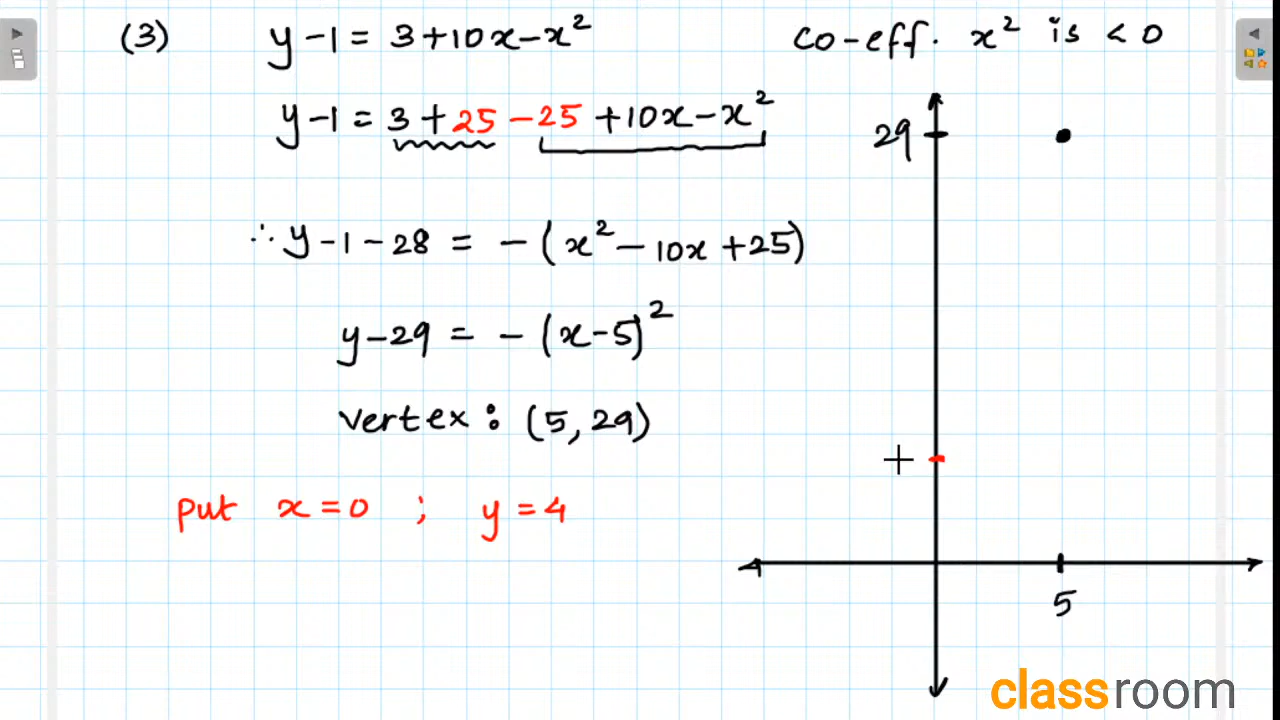 (3) y-1 = 3+10x-x² co-eff. x² is < 0
y-1 = 3+25-25+10x-x²
29
∴ y-1-28 = -(x²-10x+25)
y-29 = -(x-5)²
vertex: (5, 29)
put x=0 ; y=4
5
classroom